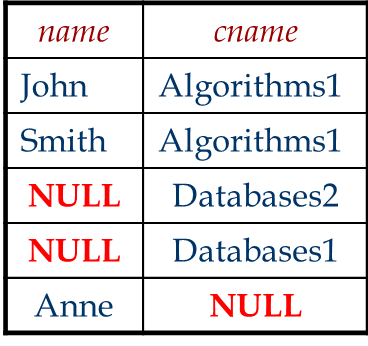 name cname
John Algorithms1
Smith Algorithms1
NULL Databases2
NULL Databases1
Anne NULL